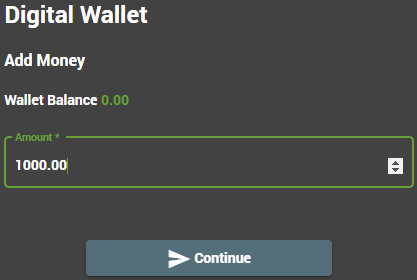 Digital Wallet
Add Money
Wallet Balance 0.00
Amount *
1000.00
Continue